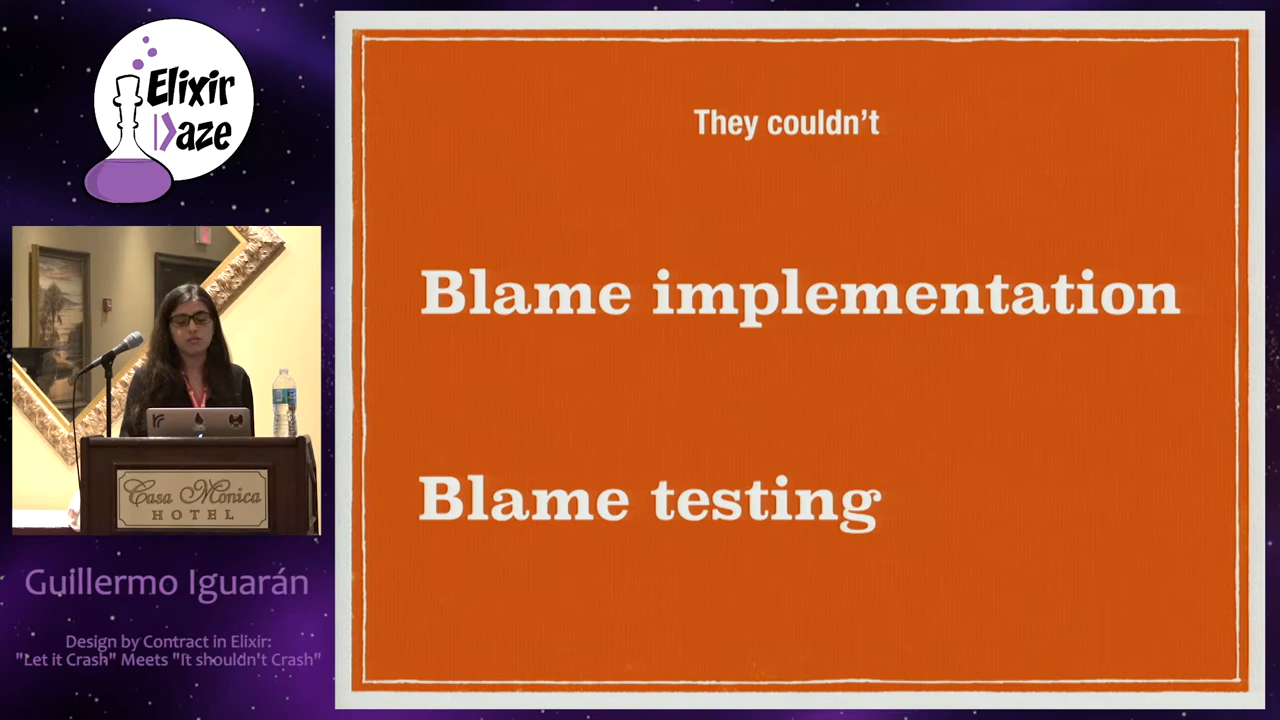 Elixir
|>aze
Casa Monica
HOTEL
Guillermo Iguarán
Design by Contract in Elixir:
"Let it Crash" Meets "It shouldn't Crash"
They couldn't
Blame implementation
Blame testing